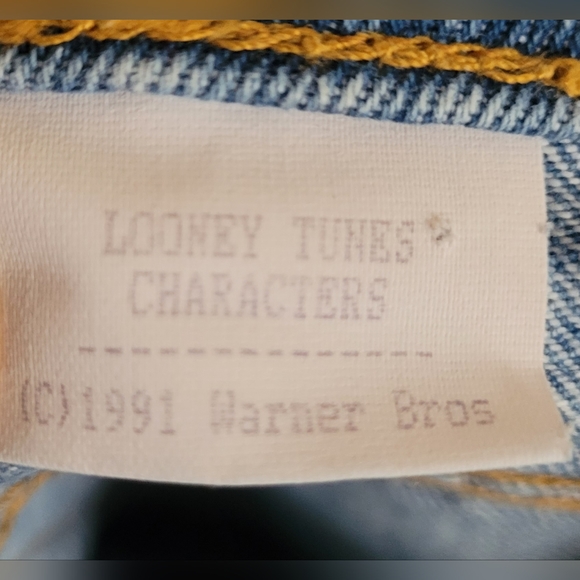 LOONEY TUNES
CHARACTERS
---------------
(C)1991 Warner Bros